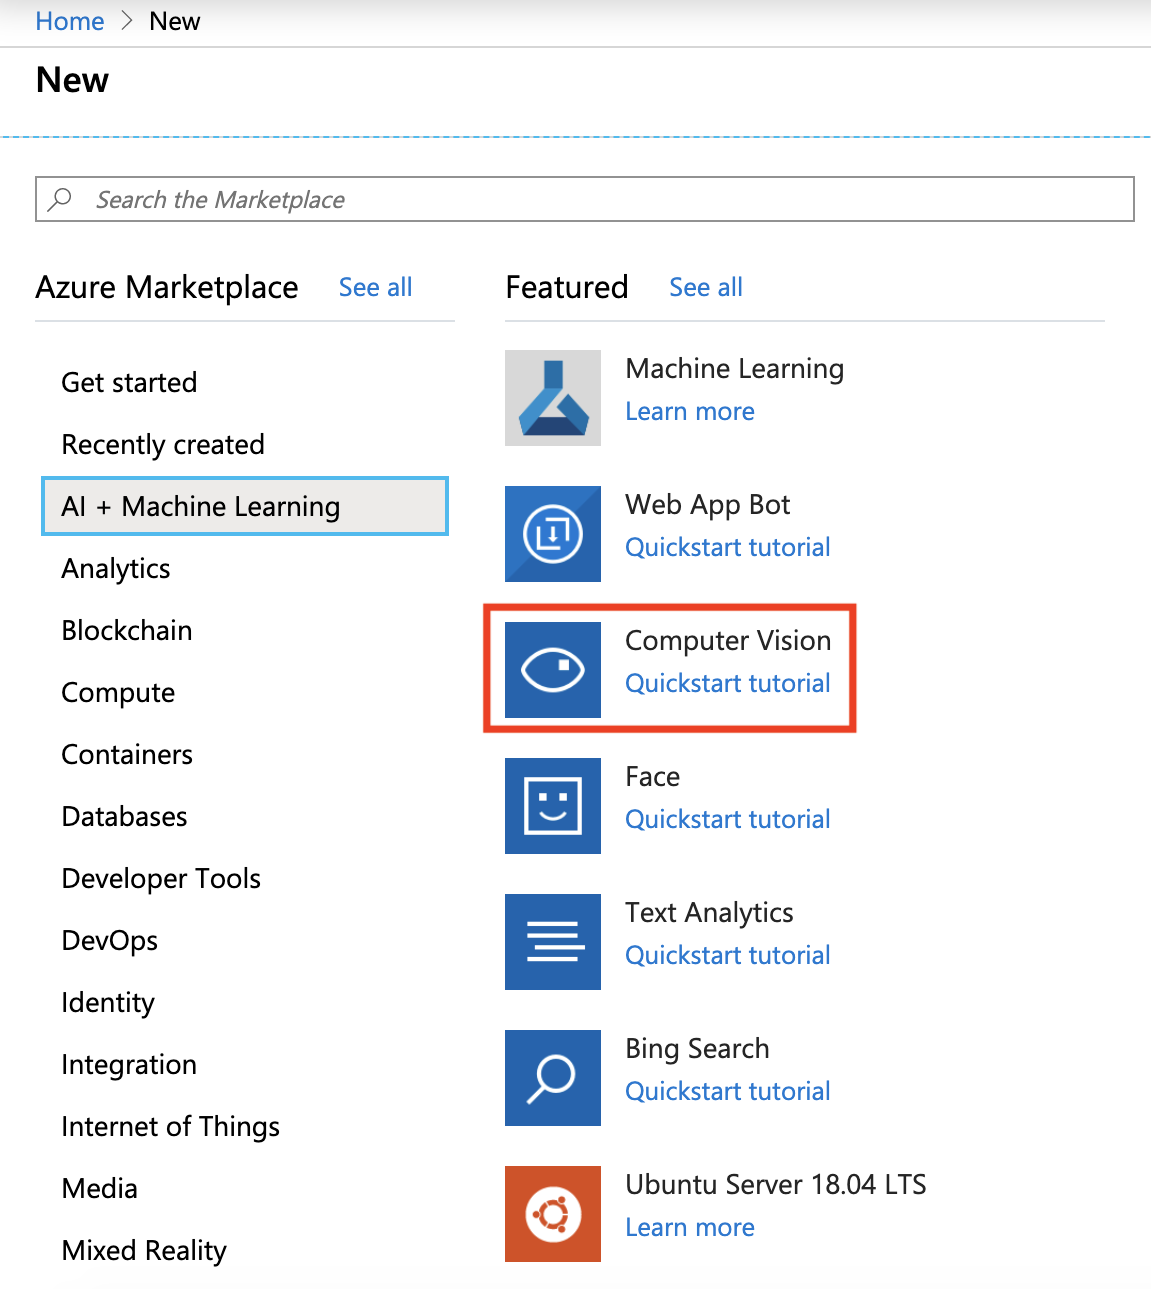 Home > New
New
Search the Marketplace
Azure Marketplace See all
Get started
Recently created
AI + Machine Learning
Analytics
Blockchain
Compute
Containers
Databases
Developer Tools
DevOps
Identity
Integration
Internet of Things
Media
Mixed Reality
Featured See all
Machine Learning
Learn more
Web App Bot
Quickstart tutorial
Computer Vision
Quickstart tutorial
Face
Quickstart tutorial
Text Analytics
Quickstart tutorial
Bing Search
Quickstart tutorial
Ubuntu Server 18.04 LTS
Learn more